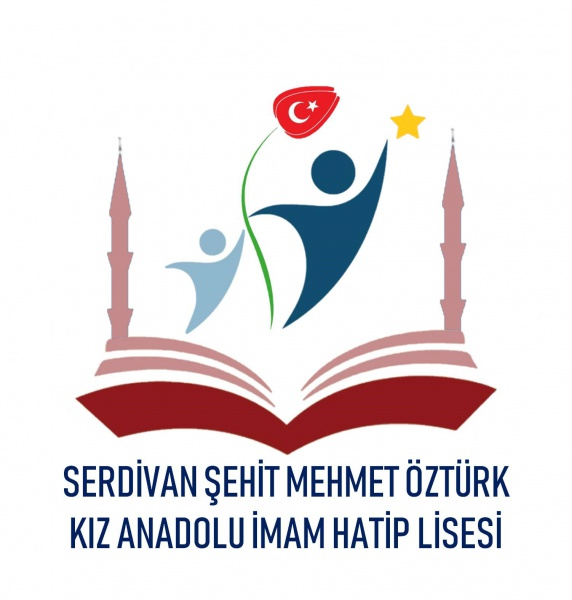 SERDİVAN ŞEHİT MEHMET ÖZTÜRK
KIZ ANADOLU İMAM HATİP LİSESİ